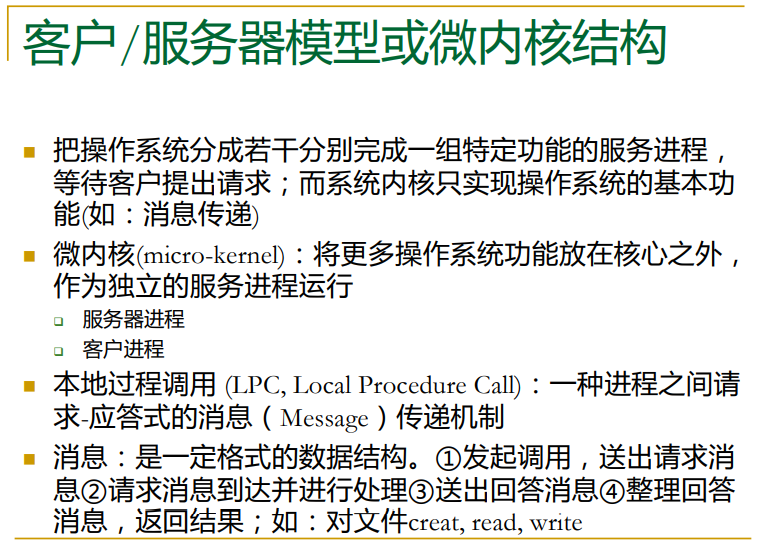 客户/服务器模型或微内核结构
把操作系统分成若干分别完成一组特定功能的服务进程，
等待客户提出请求；而系统内核只实现操作系统的基本功
能(如：消息传递)
微内核(micro-kernel)：将更多操作系统功能放在核心之外，
作为独立的服务进程运行
服务器进程
客户进程
本地过程调用 (LPC, Local Procedure Call)：一种进程之间请
求-应答式的消息（Message）传递机制
消息：是一定格式的数据结构。①发起调用，送出请求消
息②请求消息到达并进行处理③送出回答消息④整理回答
消息，返回结果；如：对文件creat, read, write